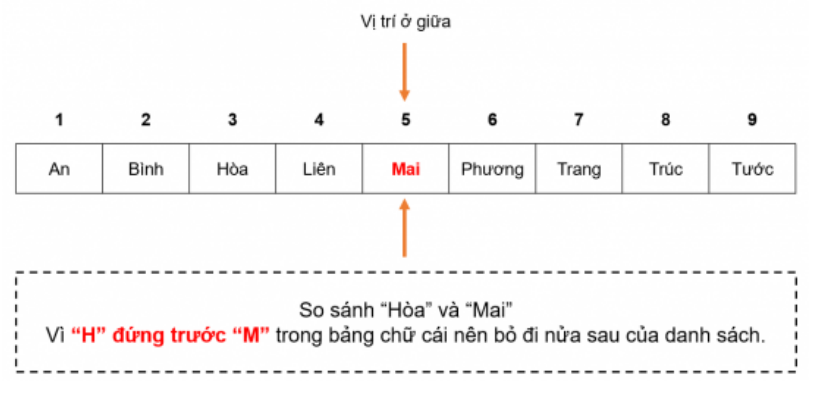 Vị trí ở giữa
1 2 3 4 5 6 7 8 9
An Bình Hòa Liên Mai Phương Trang Trúc Tước
So sánh “Hòa” và “Mai”
Vì “H” đứng trước “M” trong bảng chữ cái nên bỏ đi nửa sau của danh sách.